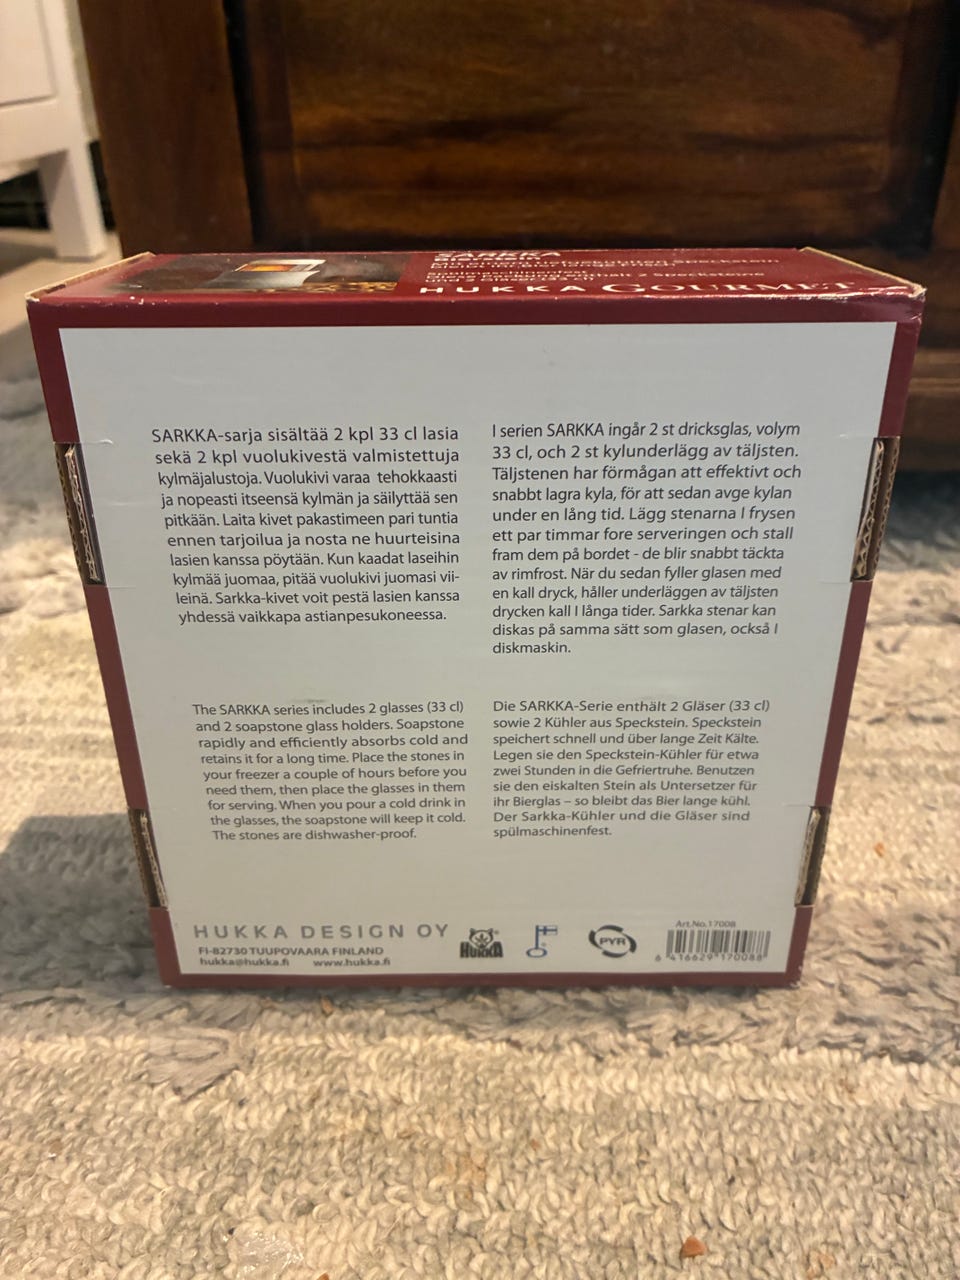 SARKKA
HUKKA GOURMET
SARKKA-sarja sisältää 2 kpl 33 cl lasia
sekä 2 kpl vuolukivestä valmistettuja
kylmäjalustoja. Vuolukivi varaa tehokkaasti
ja nopeasti itseensä kylmän ja säilyttää sen
pitkään. Laita kivet pakastimeen pari tuntia
ennen tarjoilua ja nosta ne huurteisina
lasien kanssa pöytään. Kun kaadat laseihin
kylmää juomaa, pitää vuolukivi juomasi vii-
leinä. Sarkka-kivet voit pestä lasien kanssa
yhdessä vaikkapa astianpesukoneessa.
I serien SARKKA ingår 2 st dricksglas, volym
33 cl, och 2 st kylunderlägg av täljsten.
Täljstenen har förmågan att effektivt och
snabbt lagra kyla, för att sedan avge kylan
under en lång tid. Lägg stenarna I frysen
ett par timmar fore serveringen och stall
fram dem på bordet - de blir snabbt täckta
av rimfrost. När du sedan fyller glasen med
en kall dryck, håller underläggen av täljsten
drycken kall I långa tider. Sarkka stenar kan
diskas på samma sätt som glasen, också I
diskmaskin.
The SARKKA series includes 2 glasses (33 cl)
and 2 soapstone glass holders. Soapstone
rapidly and efficiently absorbs cold and
retains it for a long time. Place the stones in
your freezer a couple of hours before you
need them, then place the glasses in them
for serving. When you pour a cold drink in
the glasses, the soapstone will keep it cold.
The stones are dishwasher-proof.
Die SARKKA-Serie enthält 2 Gläser (33 cl)
sowie 2 Kühler aus Speckstein. Speckstein
speichert schnell und über lange Zeit Kälte.
Legen sie den Speckstein-Kühler für etwa
zwei Stunden in die Gefriertruhe. Benutzen
sie den eiskalten Stein als Untersetzer für
ihr Bierglas – so bleibt das Bier lange kühl.
Der Sarkka-Kühler und die Gläser sind
spülmaschinenfest.
HUKKA DESIGN OY
FI-82730 TUUPOVAARA FINLAND
hukka@hukka.fi www.hukka.fi
HUKKA
PYR
Art.No.17008
6 416629 170088